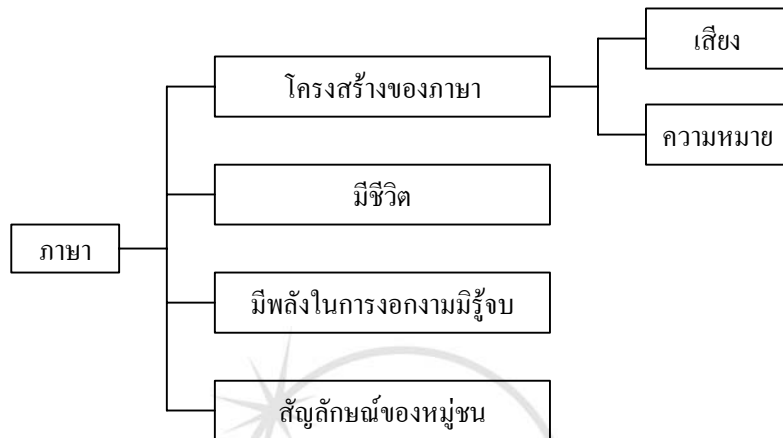 เสียง
โครงสร้างของภาษา
ความหมาย
มีชีวิต
ภาษา
มีพลังในการงอกงามมิรู้จบ
สัญลักษณ์ของหมู่ชน